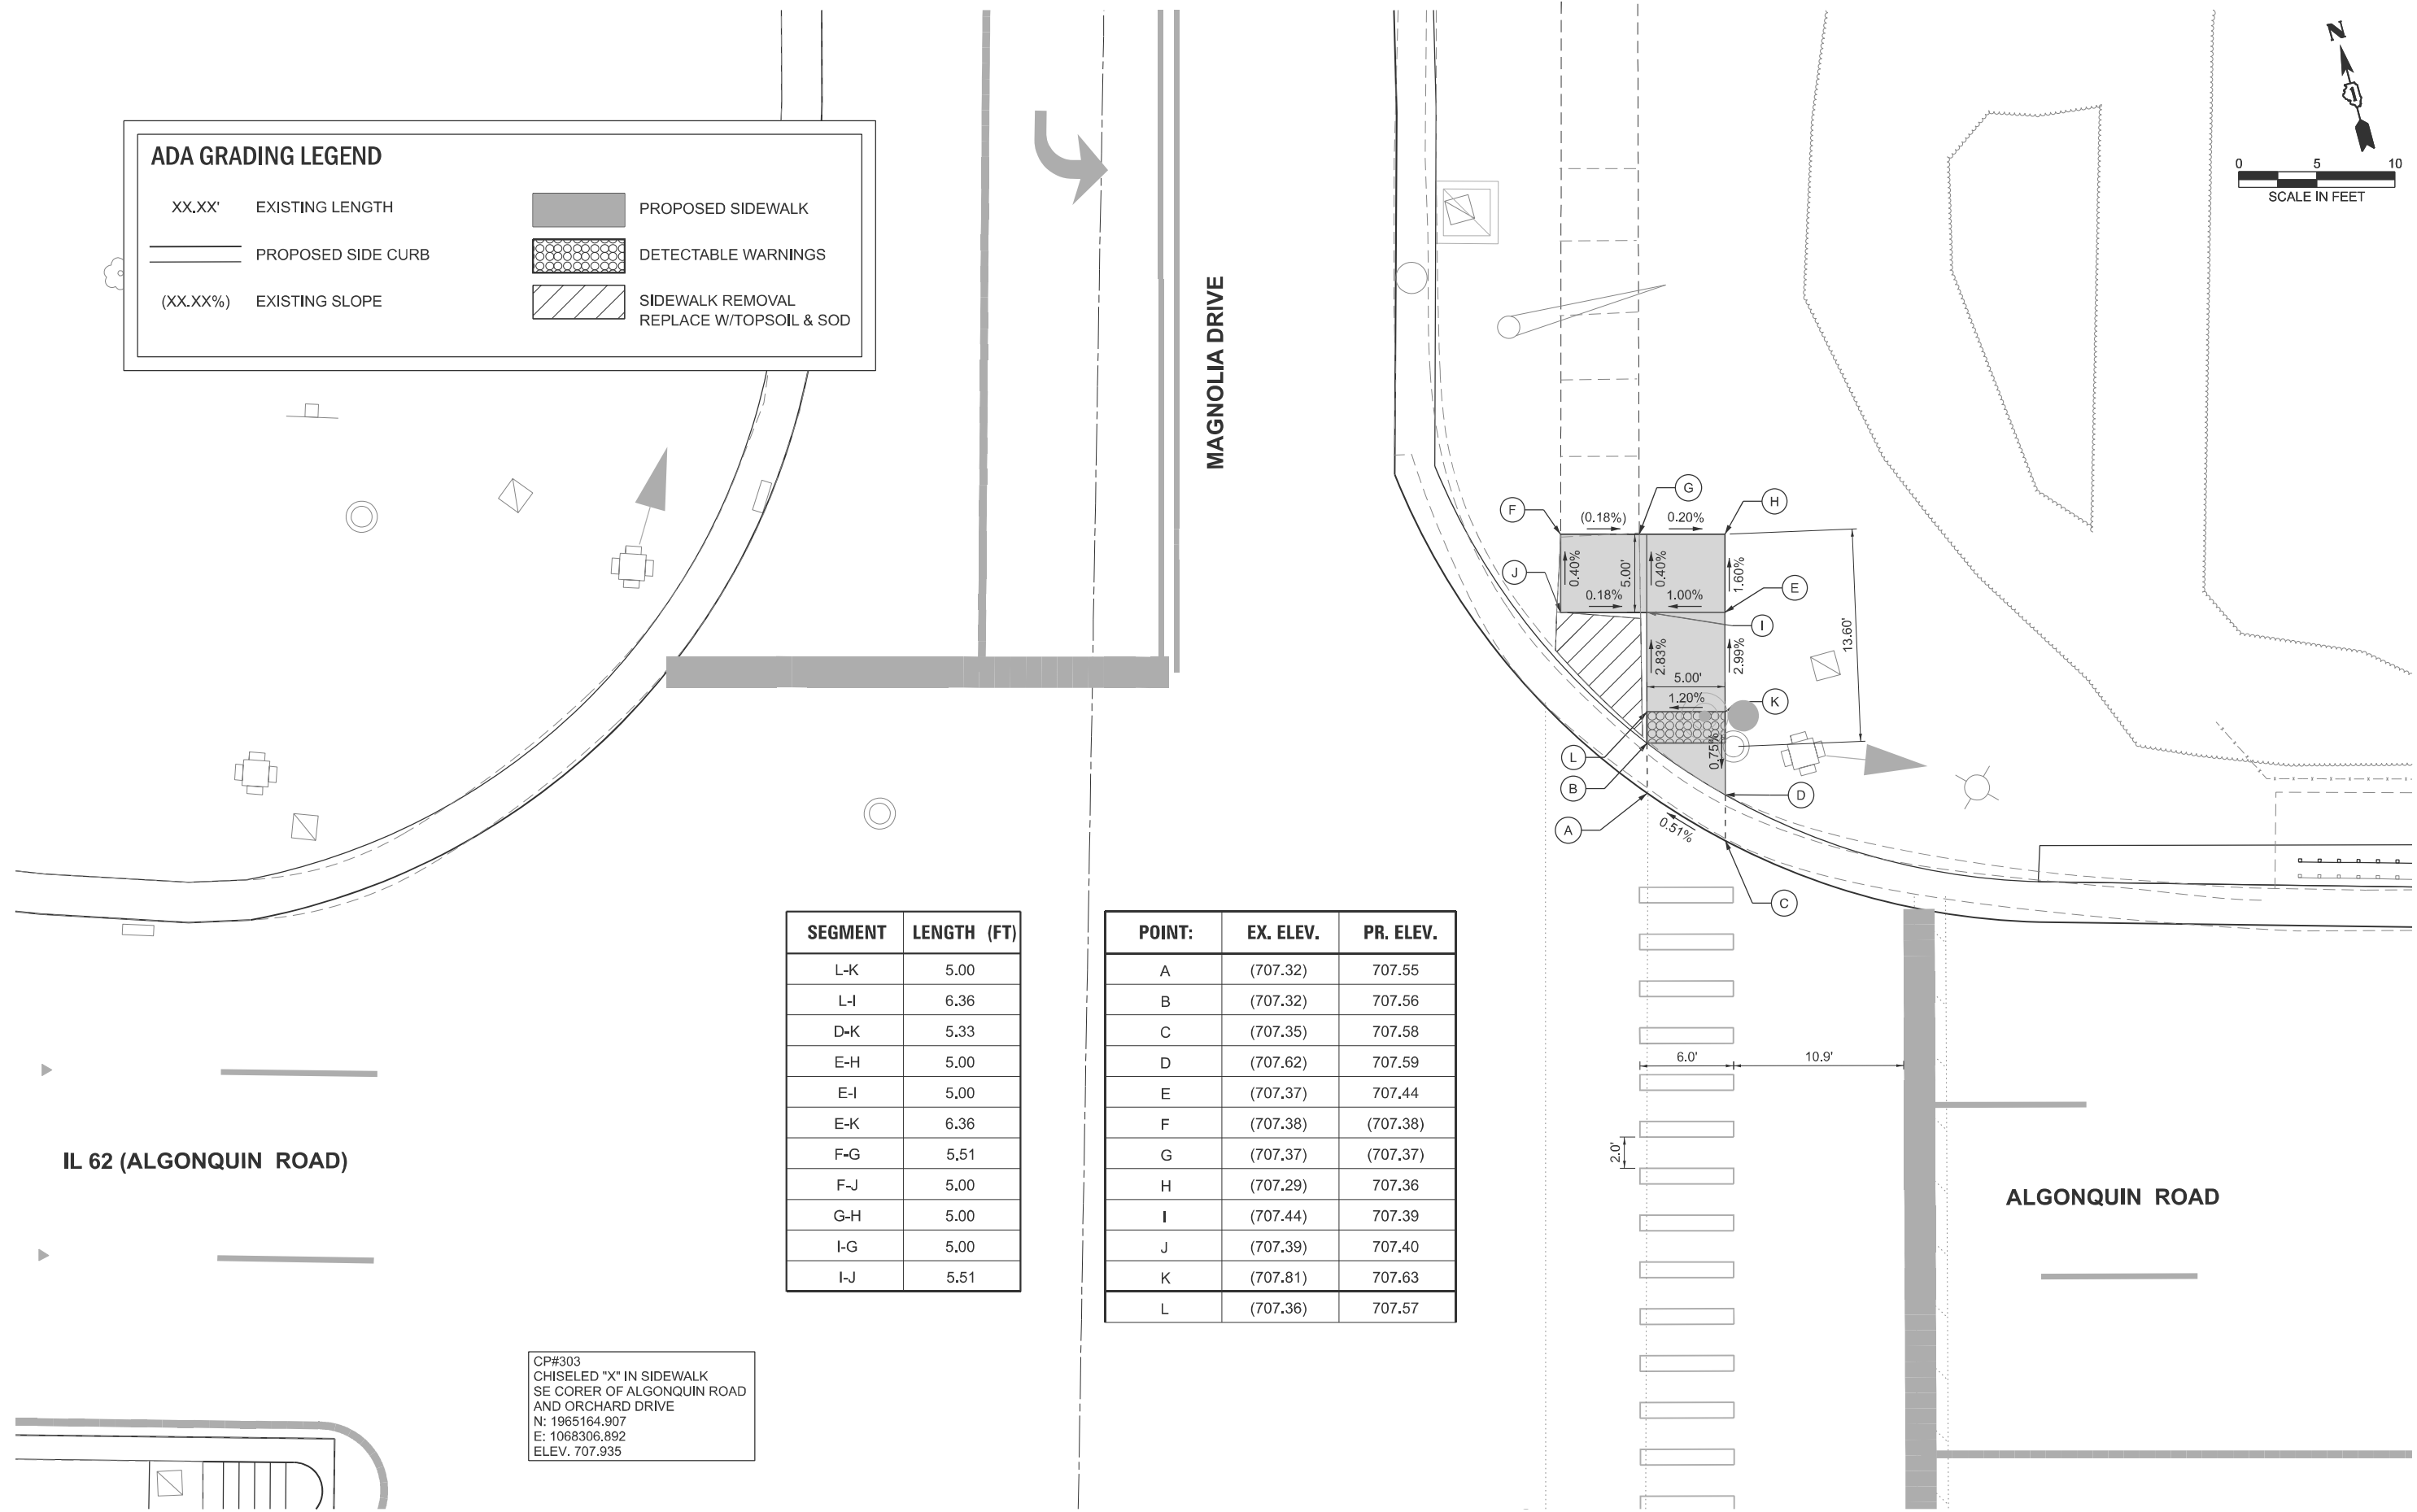 N
0 5 10
SCALE IN FEET
ADA GRADING LEGEND
XX.XX' EXISTING LENGTH
PROPOSED SIDE CURB
(XX.XX%) EXISTING SLOPE
PROPOSED SIDEWALK
DETECTABLE WARNINGS
SIDEWALK REMOVAL
REPLACE W/TOPSOIL & SOD
MAGNOLIA DRIVE
G
F
H
(0.18%)
0.20%
J
0.40%
5.00'
0.40%
1.60%
E
0.18%
1.00%
I
13.60'
2.83%
2.99%
5.00'
1.20%
K
0.75%
L
B
D
A
0.51%
C
SEGMENT LENGTH (FT)
L-K 5.00
L-I 6.36
D-K 5.33
E-H 5.00
E-I 5.00
E-K 6.36
F-G 5.51
F-J 5.00
G-H 5.00
I-G 5.00
I-J 5.51
POINT: EX. ELEV. PR. ELEV.
A (707.32) 707.55
B (707.32) 707.56
C (707.35) 707.58
D (707.62) 707.59
E (707.37) 707.44
F (707.38) (707.38)
G (707.37) (707.37)
H (707.29) 707.36
I (707.44) 707.39
J (707.39) 707.40
K (707.81) 707.63
L (707.36) 707.57
6.0'
10.9'
2.0'
IL 62 (ALGONQUIN ROAD)
ALGONQUIN ROAD
CP#303
CHISELED "X" IN SIDEWALK
SE CORER OF ALGONQUIN ROAD
AND ORCHARD DRIVE
N: 1965164.907
E: 1068306.892
ELEV. 707.935